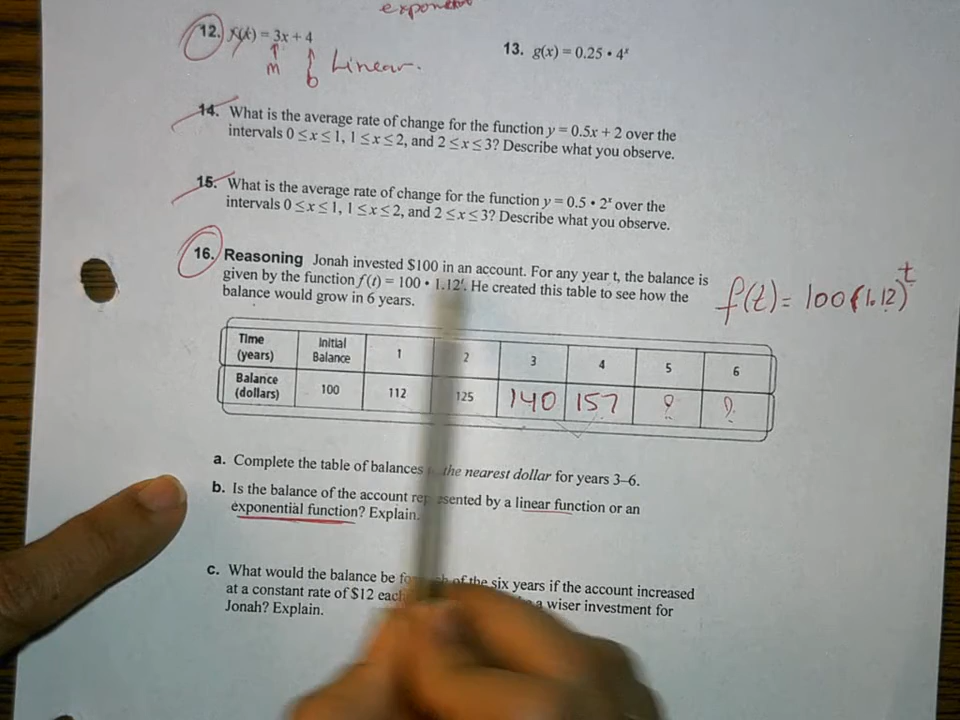 exponent
12. f(x) = 3x + 4
m b Linear.
13. g(x) = 0.25 • 4ˣ
14. What is the average rate of change for the function y = 0.5x + 2 over the
intervals 0 ≤ x ≤ 1, 1 ≤ x ≤ 2, and 2 ≤ x ≤ 3? Describe what you observe.
15. What is the average rate of change for the function y = 0.5 • 2ˣ over the
intervals 0 ≤ x ≤ 1, 1 ≤ x ≤ 2, and 2 ≤ x ≤ 3? Describe what you observe.
16. Reasoning Jonah invested $100 in an account. For any year t, the balance is
given by the function f(t) = 100 • 1.12ᵗ. He created this table to see how the
balance would grow in 6 years.
f(t) = 100(1.12)ᵗ
Time (years) Initial Balance 1 2 3 4 5 6
Balance (dollars) 100 112 125 140 157 ? ?
a. Complete the table of balances the nearest dollar for years 3–6.
b. Is the balance of the account represented by a linear function or an
exponential function? Explain.
c. What would the balance be of the six years if the account increased
at a constant rate of $12 each a wiser investment for
Jonah? Explain.